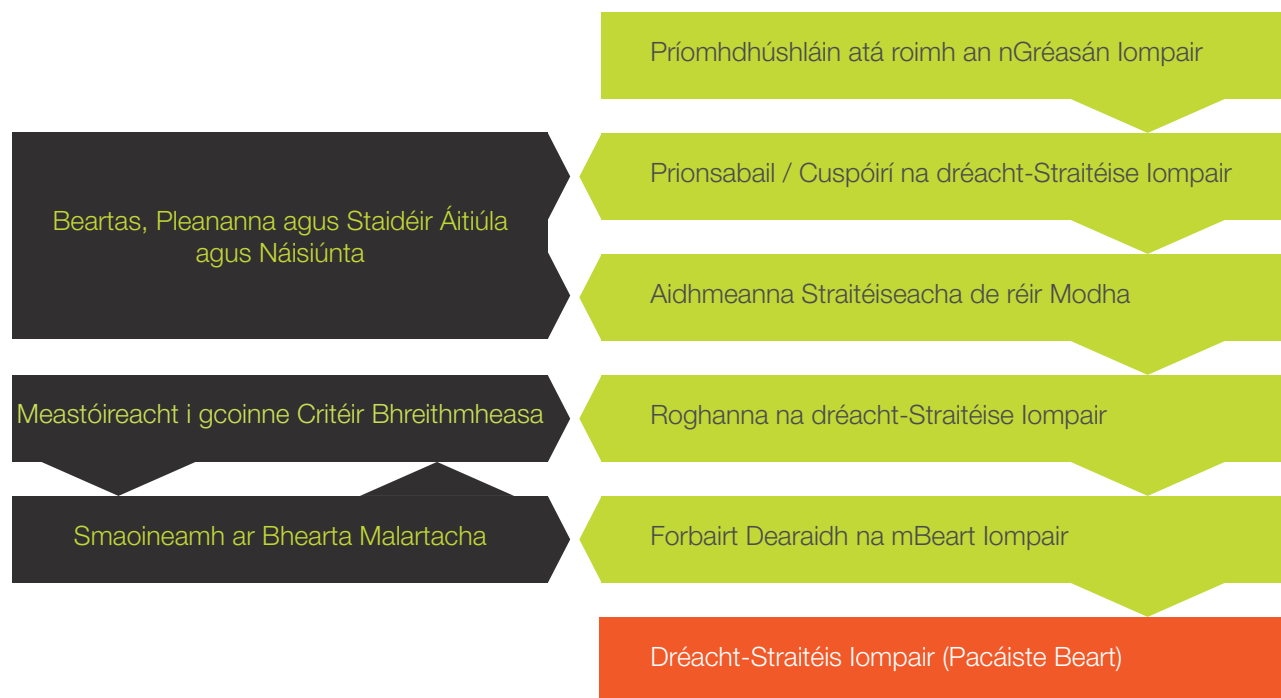 Príomhdhúshláin atá roimh an nGréasán Iompair
Beartas, Pleananna agus Staidéir Áitiúla
agus Náisiúnta
Prionsabail / Cuspóirí na dréacht-Straitéise Iompair
Aidhmeanna Straitéiseacha de réir Modha
Meastóireacht i gcoinne Critéir Bhreithmheasa
Roghanna na dréacht-Straitéise Iompair
Smaoineamh ar Bhearta Malartacha
Forbairt Dearaidh na mBeart Iompair
Dréacht-Straitéis Iompair (Pacáiste Beart)